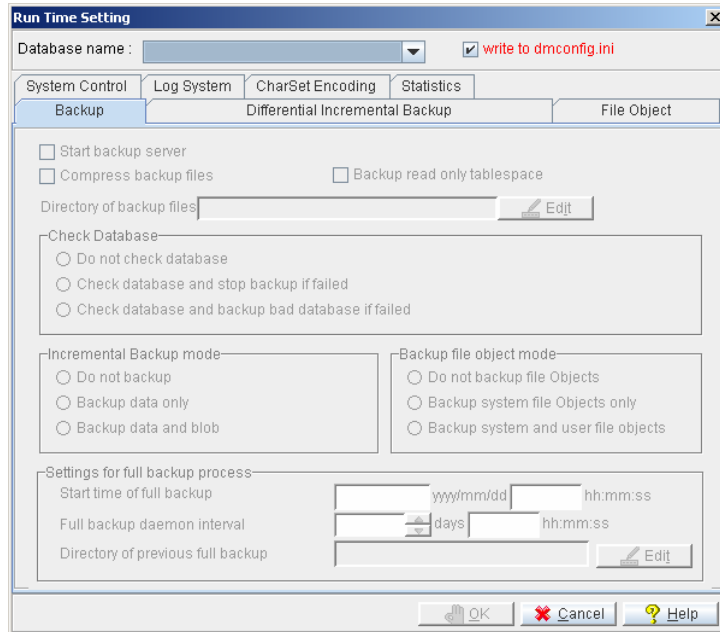 Run Time Setting
Database name : write to dmconfig.ini
System Control Log System CharSet Encoding Statistics
Backup Differential Incremental Backup File Object
Start backup server
Compress backup files Backup read only tablespace
Directory of backup files Edit
Check Database
Do not check database
Check database and stop backup if failed
Check database and backup bad database if failed
Incremental Backup mode Backup file object mode
Do not backup Do not backup file Objects
Backup data only Backup system file Objects only
Backup data and blob Backup system and user file objects
Settings for full backup process
Start time of full backup yyyy/mm/dd hh:mm:ss
Full backup daemon interval days hh:mm:ss
Directory of previous full backup Edit
OK Cancel Help